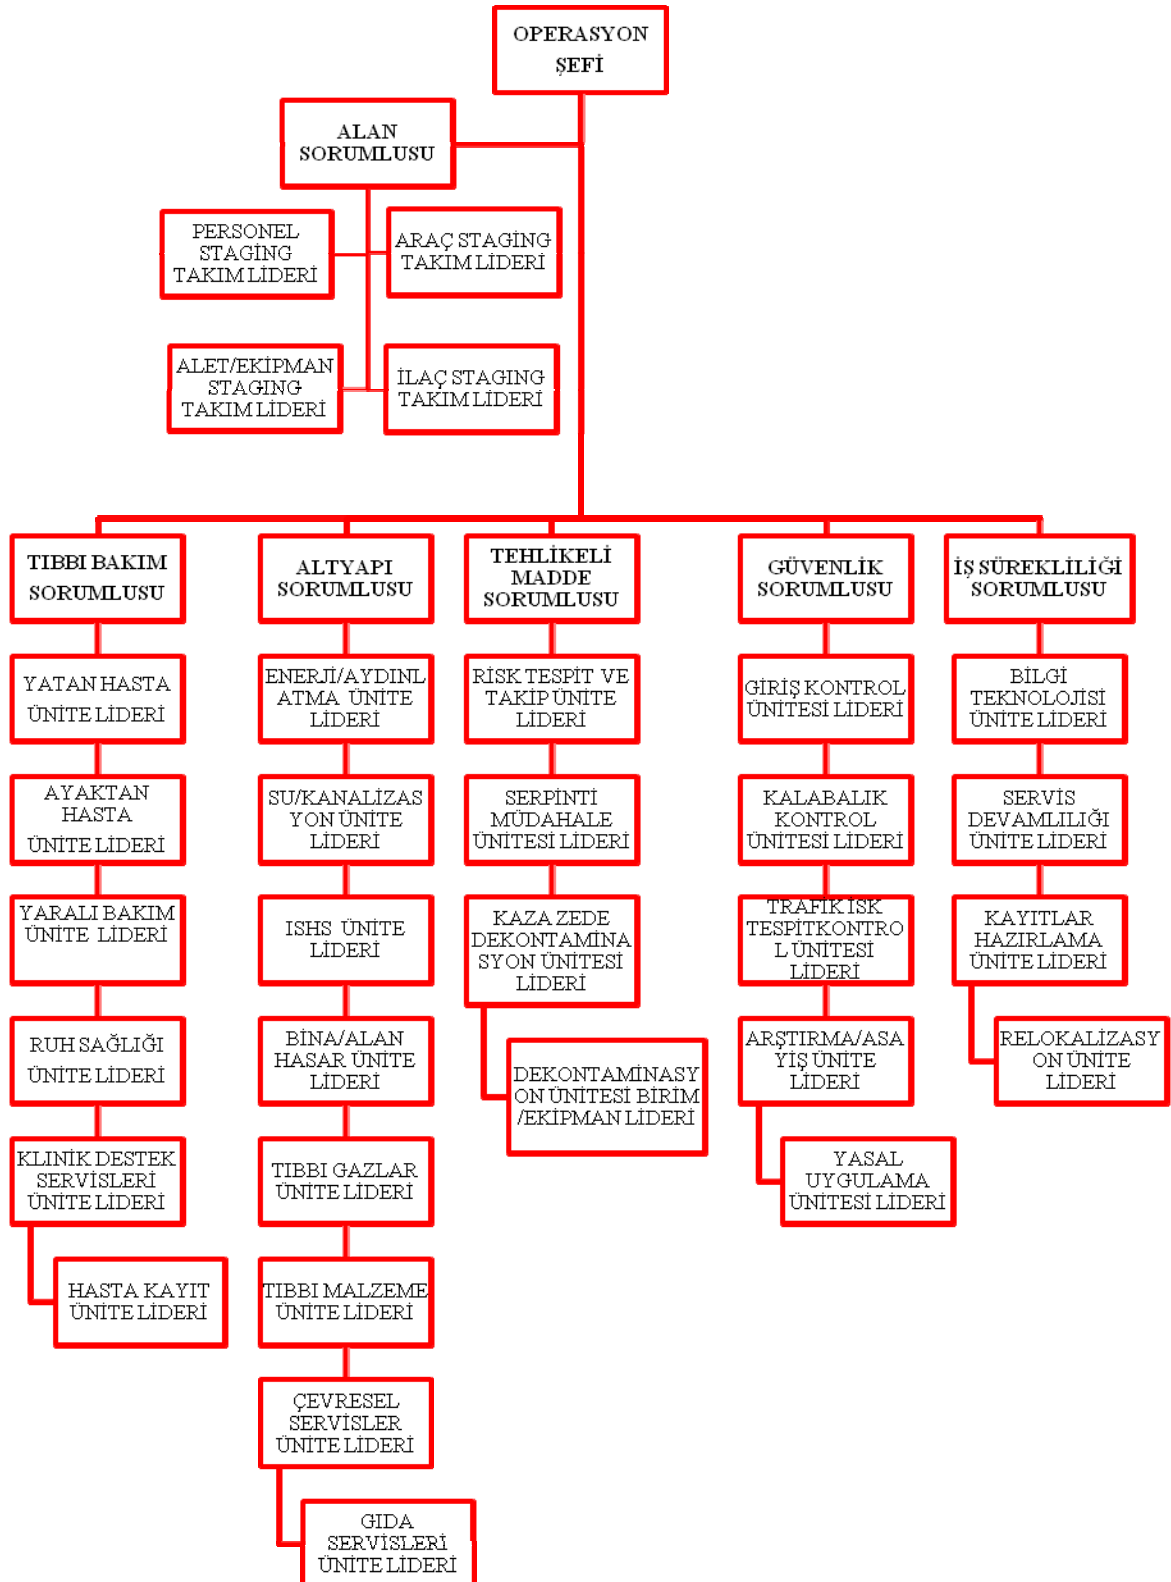 OPERASYON
ŞEFİ
ALAN
SORUMLUSU
PERSONEL
STAGİNG
TAKIM LİDERİ
ARAÇ STAGİNG
TAKIM LİDERİ
ALET/EKİPMAN
STAGING
TAKIM LİDERİ
İLAÇ STAGING
TAKIM LİDERİ
TIBBI BAKIM
SORUMLUSU
YATAN HASTA
ÜNİTE LİDERİ
AYAKTAN
HASTA
ÜNİTE LİDERİ
YARALI BAKIM
ÜNİTE LİDERİ
RUH SAĞLIĞI
ÜNİTE LİDERİ
KLINİK DESTEK
SERVİSLERİ
ÜNİTE LİDERİ
HASTA KAYIT
ÜNİTE LİDERİ
ALTYAPI
SORUMLUSU
ENERJİ/AYDINL
ATMA ÜNİTE
LİDERİ
SU/KANALİZAS
YON ÜNİTE
LİDERİ
ISHS ÜNİTE
LİDERİ
BİNA/ALAN
HASAR ÜNİTE
LİDERİ
TIBBI GAZLAR
ÜNİTE LİDERİ
TIBBI MALZEME
ÜNİTE LİDERİ
ÇEVRESEL
SERVİSLER
ÜNİTE LİDERİ
GIDA
SERVİSLERİ
ÜNİTE LİDERİ
TEHLİKELİ
MADDE
SORUMLUSU
RİSK TESPİT VE
TAKİP ÜNİTE
LİDERİ
SERPİNTİ
MÜDAHALE
ÜNİTESİ LİDERİ
KAZA ZEDE
DEKONTAMİNA
SYON ÜNİTESİ
LİDERİ
DEKONTAMİNASY
ON ÜNİTESİ BİRİM
/EKİPMAN LİDERİ
GÜVENLİK
SORUMLUSU
GİRİŞ KONTROL
ÜNİTESİ LİDERİ
KALABALIK
KONTROL
ÜNİTESİ LİDERİ
TRAFİK İSK
TESPİTKONTRO
L ÜNİTESİ
LİDERİ
ARŞTIRMA/ASA
YİŞ ÜNİTE
LİDERİ
YASAL
UYGULAMA
ÜNİTESİ LİDERİ
İŞ SÜREKLİLİĞİ
SORUMLUSU
BİLGİ
TEKNOLOJİSİ
ÜNİTE LİDERİ
SERVİS
DEVAMLILIĞI
ÜNİTE LİDERİ
KAYITLAR
HAZIRLAMA
ÜNİTE LİDERİ
RELOKALİZASY
ON ÜNİTE
LİDERİ